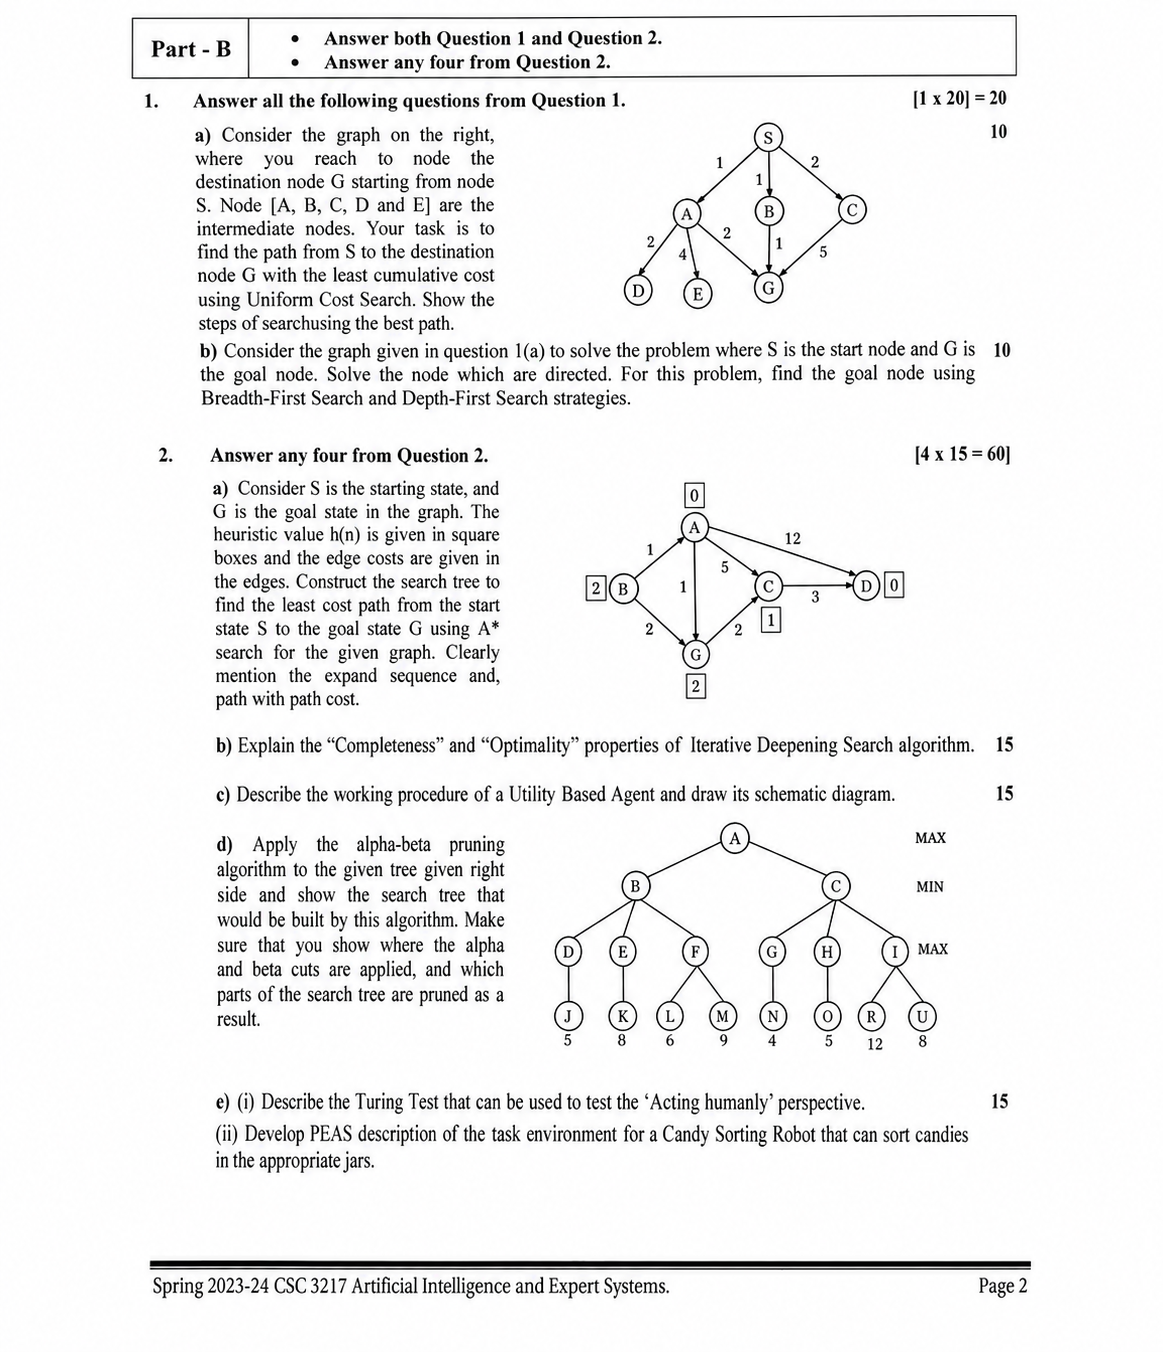 Part - B
• Answer both Question 1 and Question 2.
• Answer any four from Question 2.
1. Answer all the following questions from Question 1. [1 x 20] = 20
a) Consider the graph on the right, 10
where you reach to node the
destination node G starting from node
S. Node [A, B, C, D and E] are the
intermediate nodes. Your task is to
find the path from S to the destination
node G with the least cumulative cost
using Uniform Cost Search. Show the
steps of searchusing the best path.
S
1 1 2
A B C
2 4 2 1 5
D E G
b) Consider the graph given in question 1(a) to solve the problem where S is the start node and G is 10
the goal node. Solve the node which are directed. For this problem, find the goal node using
Breadth-First Search and Depth-First Search strategies.
2. Answer any four from Question 2. [4 x 15 = 60]
a) Consider S is the starting state, and
G is the goal state in the graph. The
heuristic value h(n) is given in square
boxes and the edge costs are given in
the edges. Construct the search tree to
find the least cost path from the start
state S to the goal state G using A*
search for the given graph. Clearly
mention the expand sequence and,
path with path cost.
0
A
1 5 12
2 B 1 C 3 D 0
1
2 2
G
2
b) Explain the “Completeness” and “Optimality” properties of Iterative Deepening Search algorithm. 15
c) Describe the working procedure of a Utility Based Agent and draw its schematic diagram. 15
d) Apply the alpha-beta pruning
algorithm to the given tree given right
side and show the search tree that
would be built by this algorithm. Make
sure that you show where the alpha
and beta cuts are applied, and which
parts of the search tree are pruned as a
result.
A MAX
B C MIN
D E F G H I MAX
J K L M N O R U
5 8 6 9 4 5 12 8
e) (i) Describe the Turing Test that can be used to test the ‘Acting humanly’ perspective. 15
(ii) Develop PEAS description of the task environment for a Candy Sorting Robot that can sort candies
in the appropriate jars.
Spring 2023-24 CSC 3217 Artificial Intelligence and Expert Systems. Page 2